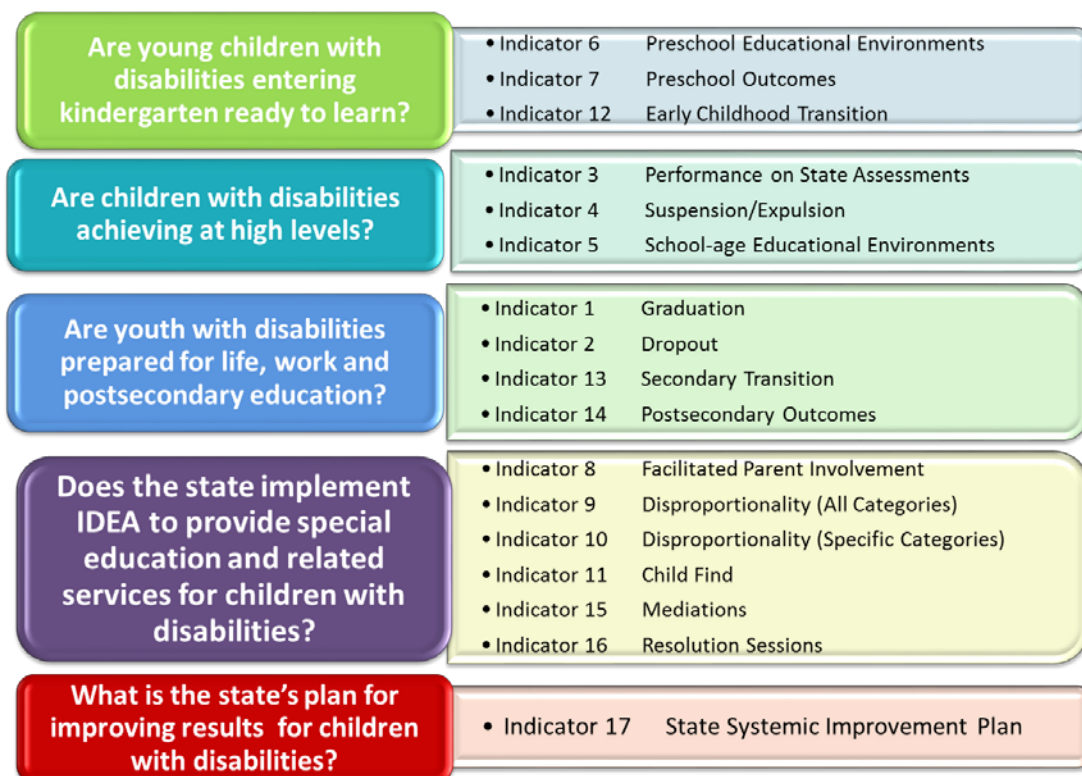 Are young children with
disabilities entering
kindergarten ready to learn?
• Indicator 6 Preschool Educational Environments
• Indicator 7 Preschool Outcomes
• Indicator 12 Early Childhood Transition
Are children with disabilities
achieving at high levels?
• Indicator 3 Performance on State Assessments
• Indicator 4 Suspension/Expulsion
• Indicator 5 School-age Educational Environments
Are youth with disabilities
prepared for life, work and
postsecondary education?
• Indicator 1 Graduation
• Indicator 2 Dropout
• Indicator 13 Secondary Transition
• Indicator 14 Postsecondary Outcomes
Does the state implement
IDEA to provide special
education and related
services for children with
disabilities?
• Indicator 8 Facilitated Parent Involvement
• Indicator 9 Disproportionality (All Categories)
• Indicator 10 Disproportionality (Specific Categories)
• Indicator 11 Child Find
• Indicator 15 Mediations
• Indicator 16 Resolution Sessions
What is the state's plan for
improving results for children
with disabilities?
• Indicator 17 State Systemic Improvement Plan